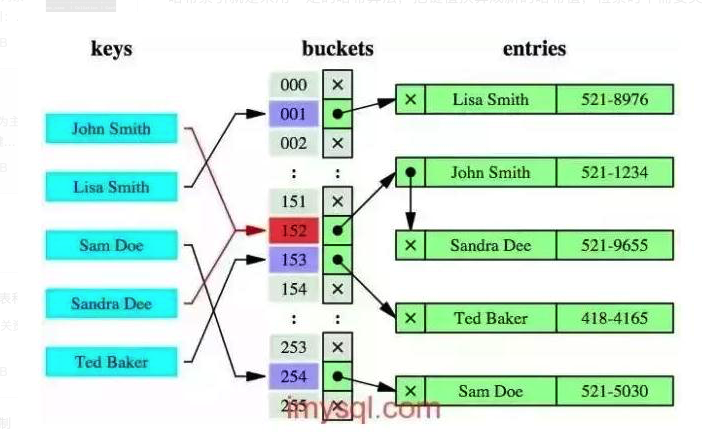 keys
buckets
entries
John Smith
Lisa Smith
Sam Doe
Sandra Dee
Ted Baker
000
001
002
:
:
151
152
153
154
:
:
253
254
255
Lisa Smith 521-8976
John Smith 521-1234
Sandra Dee 521-9655
Ted Baker 418-4165
Sam Doe 521-5030
imysql.com